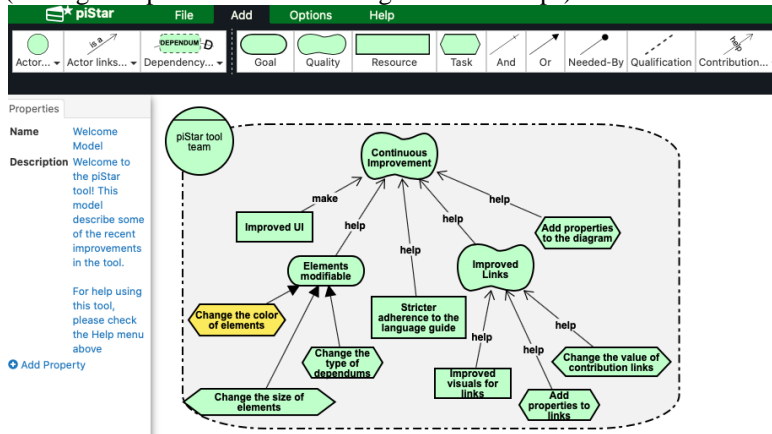 piStar
File
Add
Options
Help
is a
DEPENDUM
D
help
Actor...
Actor links...
Dependency...
Goal
Quality
Resource
Task
And
Or
Needed-By
Qualification
Contribution...
Properties
Name
Welcome
Model
Description
Welcome to
the piStar
tool! This
model
describe some
of the recent
improvements
in the tool.
For help using
this tool,
please check
the Help menu
above
Add Property
piStar tool
team
Continuous
Improvement
make
help
help
help
help
Improved UI
Add properties
to the diagram
Elements
modifiable
Improved
Links
Change the color
of elements
Stricter
adherence to the
language guide
help
help
help
Change the
type of
dependums
Improved
visuals for
links
Change the value of
contribution links
Change the size of
elements
Add
properties to
links